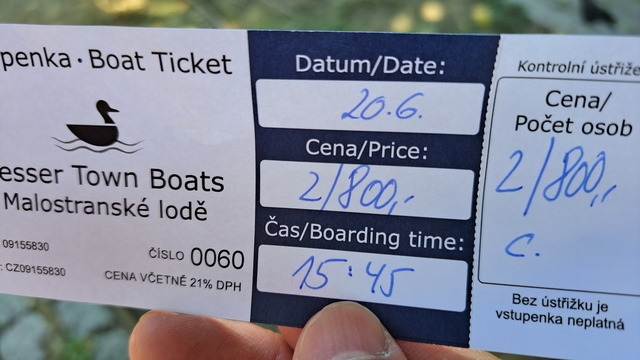 penka · Boat Ticket
esser Town Boats
Malostranské lodě
09155830
ČÍSLO 0060
: CZ09155830
CENA VČETNĚ 21% DPH
Datum/Date:
20.6.
Cena/Price:
2/800,-
Čas/Boarding time:
15:45
Kontrolní ústřiže
Cena/
Počet osob
2/800,-
C.
Bez ústřižku je
vstupenka neplatná